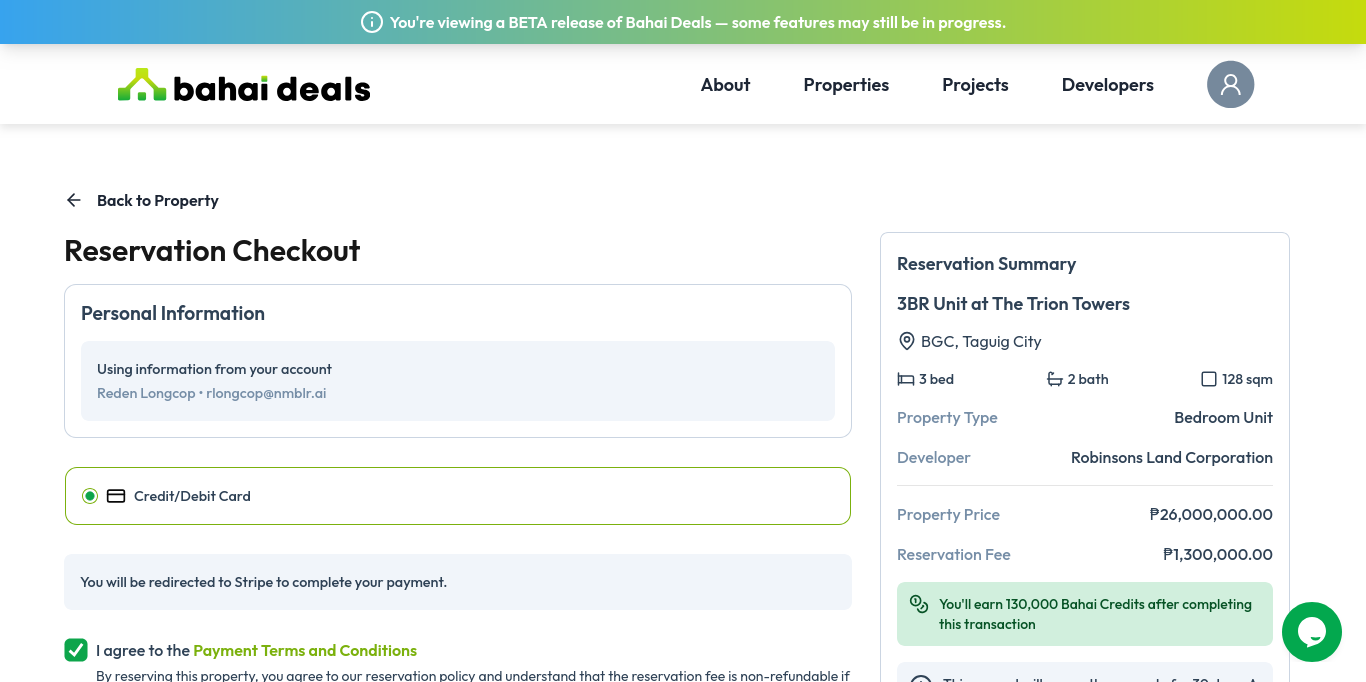 You're viewing a BETA release of Bahai Deals — some features may still be in progress.
bahai deals
About
Properties
Projects
Developers
Back to Property
Reservation Checkout
Personal Information
Using information from your account
Reden Longcop • rlongcop@nmblr.ai
Credit/Debit Card
You will be redirected to Stripe to complete your payment.
I agree to the Payment Terms and Conditions
By reserving this property, you agree to our reservation policy and understand that the reservation fee is non-refundable if
Reservation Summary
3BR Unit at The Trion Towers
BGC, Taguig City
3 bed
2 bath
128 sqm
Property Type
Bedroom Unit
Developer
Robinsons Land Corporation
Property Price
₱26,000,000.00
Reservation Fee
₱1,300,000.00
You'll earn 130,000 Bahai Credits after completing
this transaction